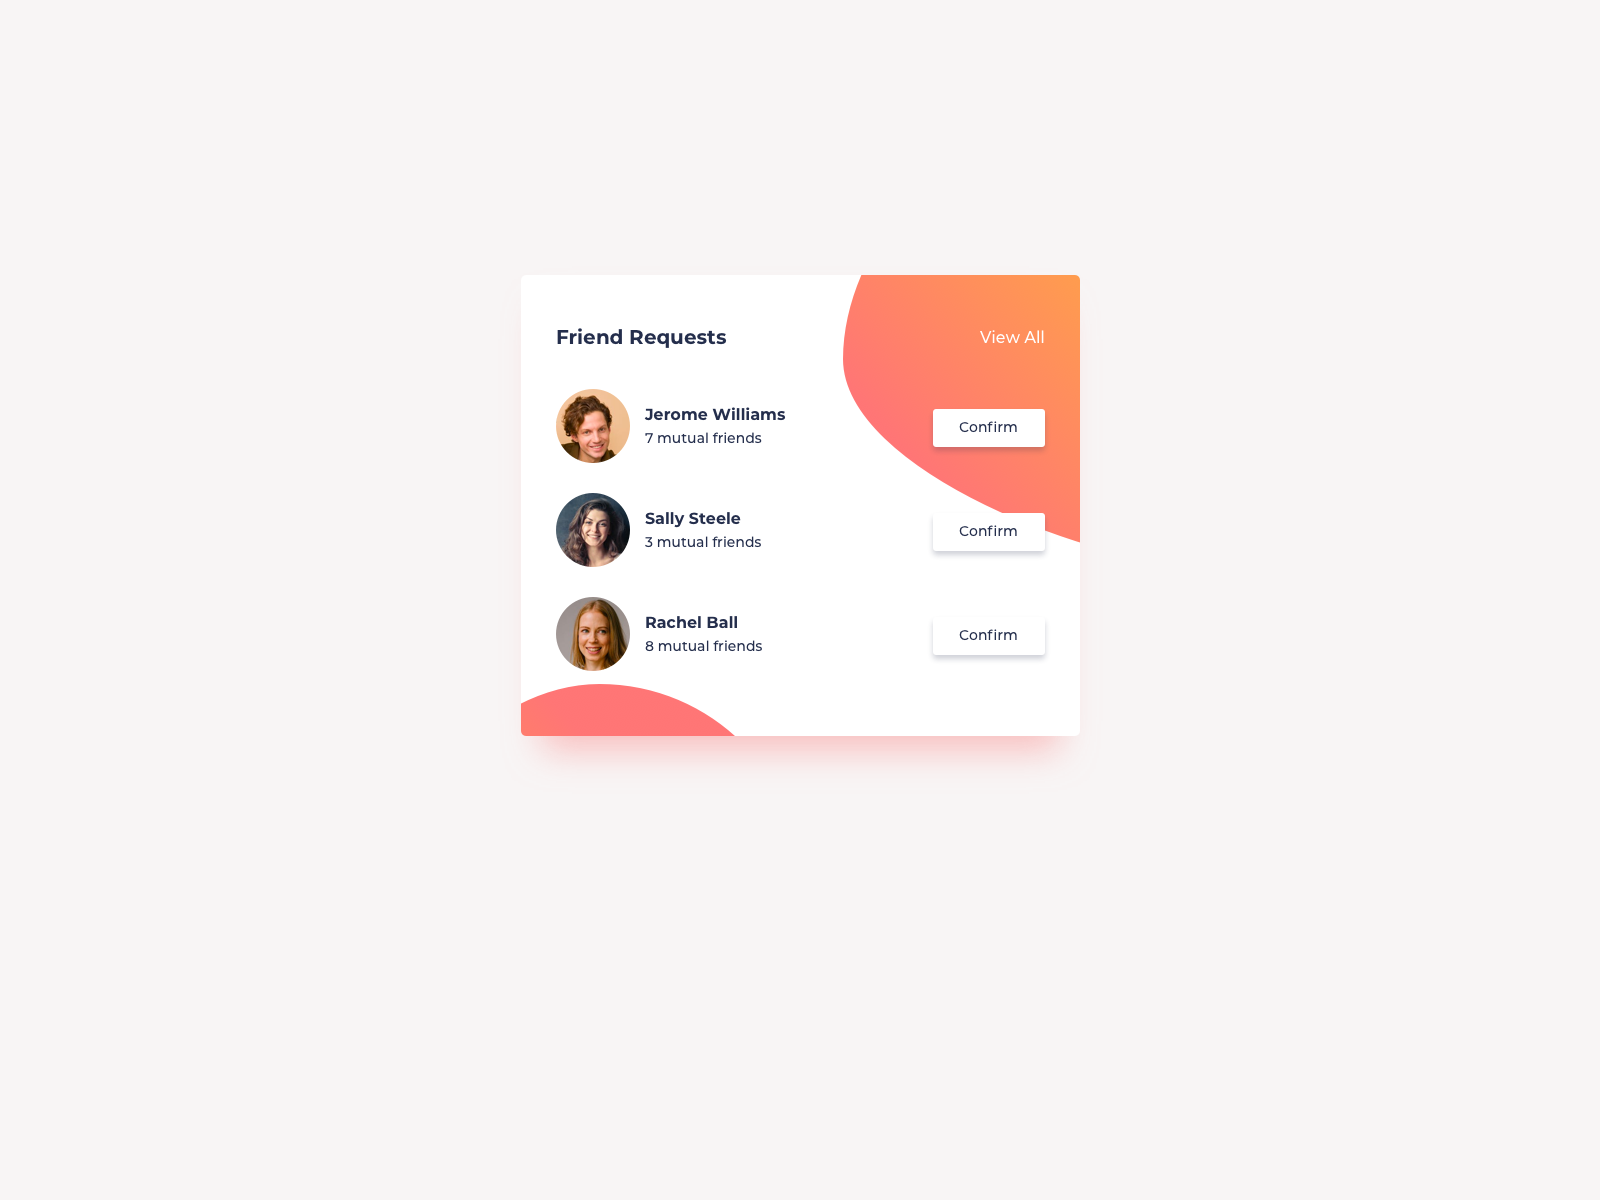 Friend Requests
View All
Jerome Williams
7 mutual friends
Confirm
Sally Steele
3 mutual friends
Confirm
Rachel Ball
8 mutual friends
Confirm